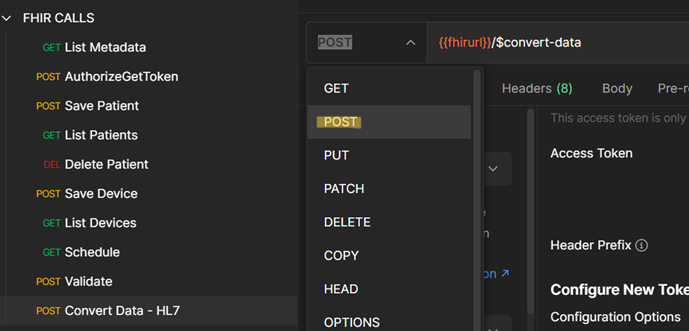 FHIR CALLS
GET List Metadata
POST AuthorizeGetToken
POST Save Patient
GET List Patients
DEL Delete Patient
POST Save Device
GET List Devices
GET Schedule
POST Validate
POST Convert Data - HL7
POST {{fhirurl}}/$convert-data
GET
POST
PUT
PATCH
DELETE
COPY
HEAD
OPTIONS
Headers (8) Body Pre-r
This access token is only
Access Token
Header Prefix
on ↗
Configure New Toke
Configuration Options